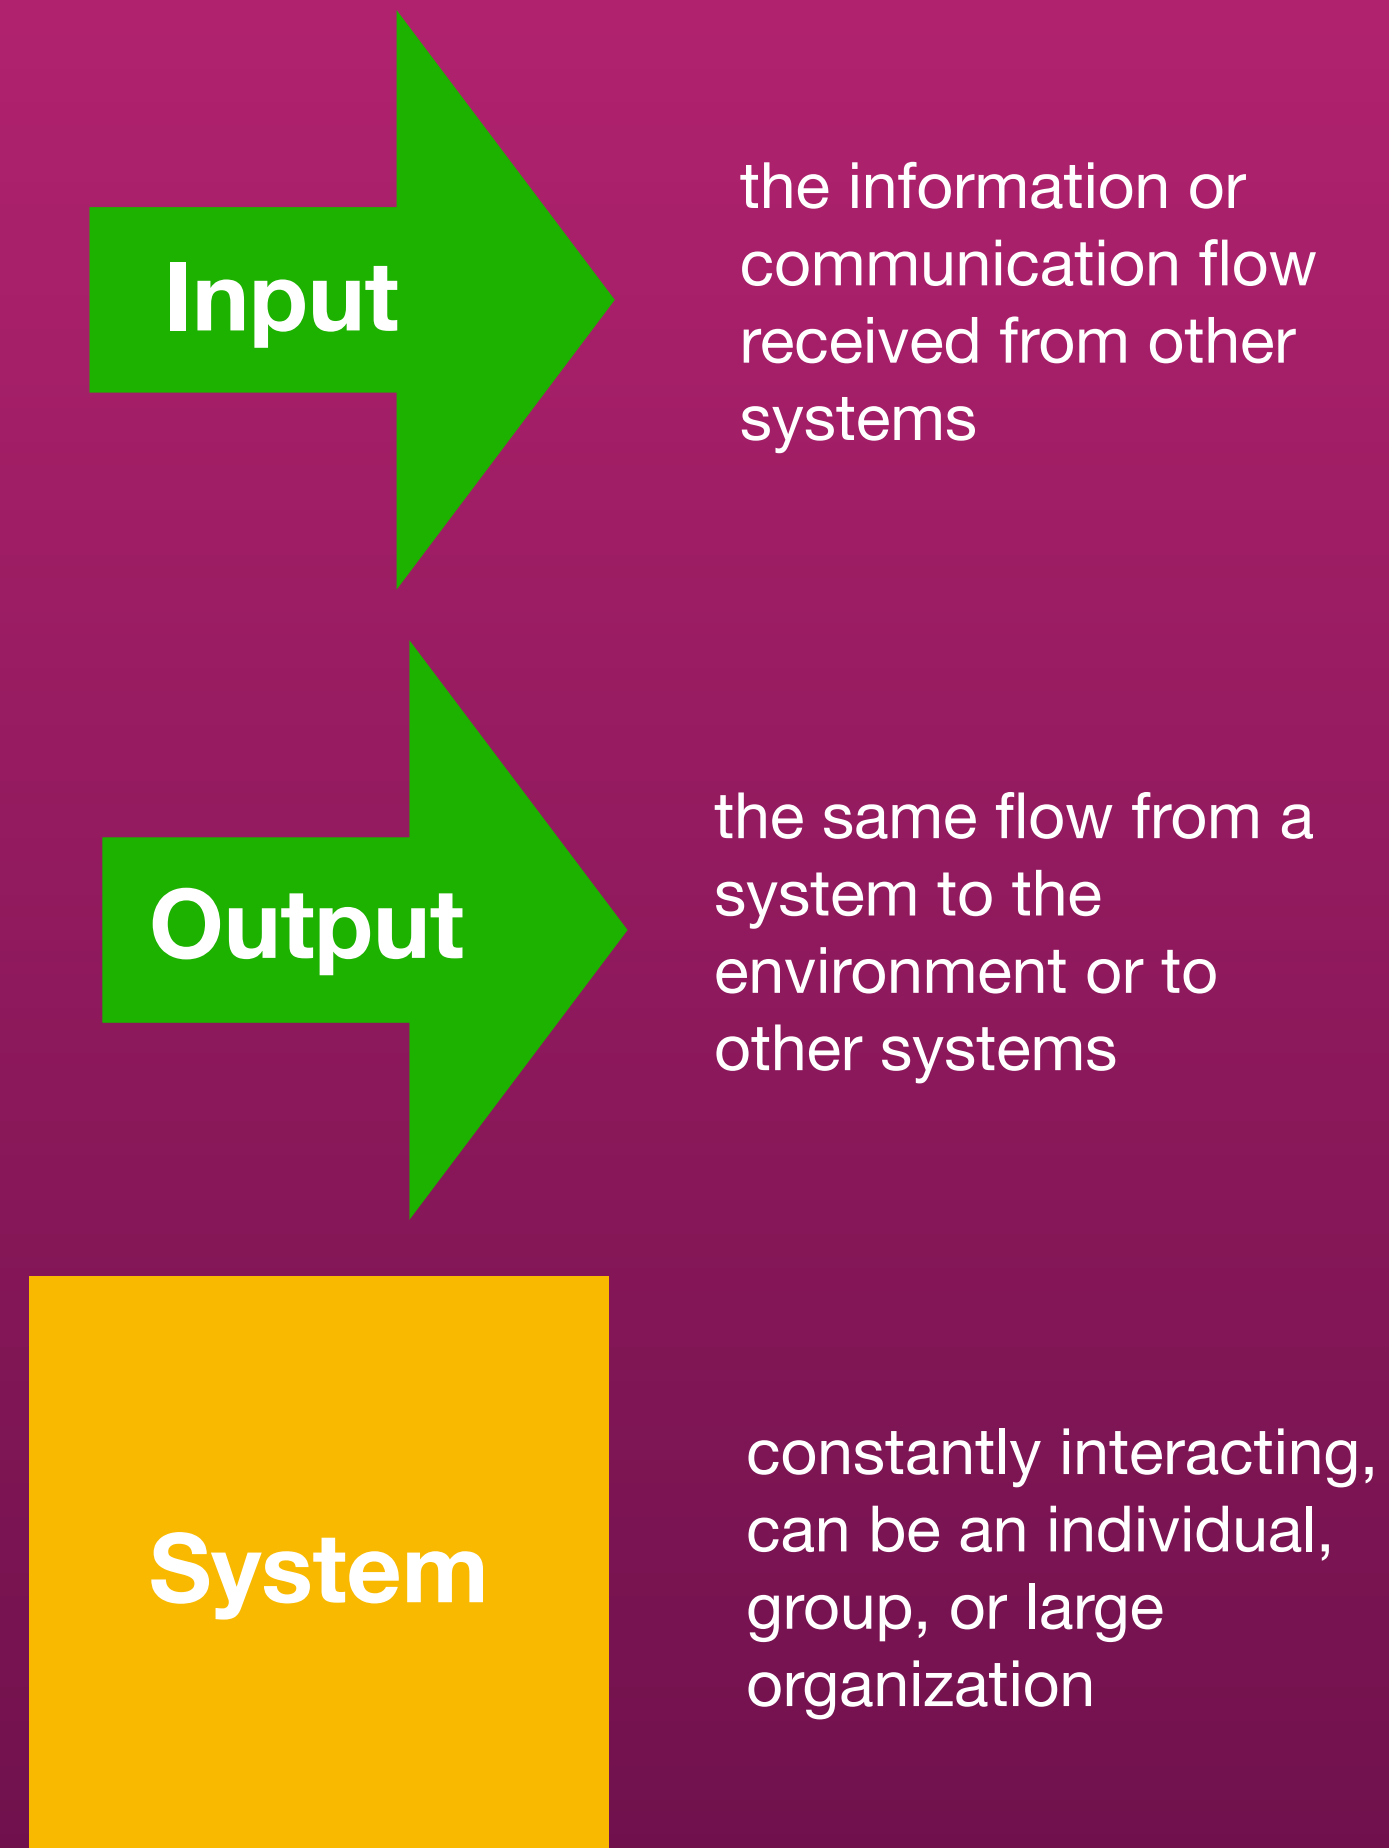 Input
the information or
communication flow
received from other
systems
Output
the same flow from a
system to the
environment or to
other systems
System
constantly interacting,
can be an individual,
group, or large
organization